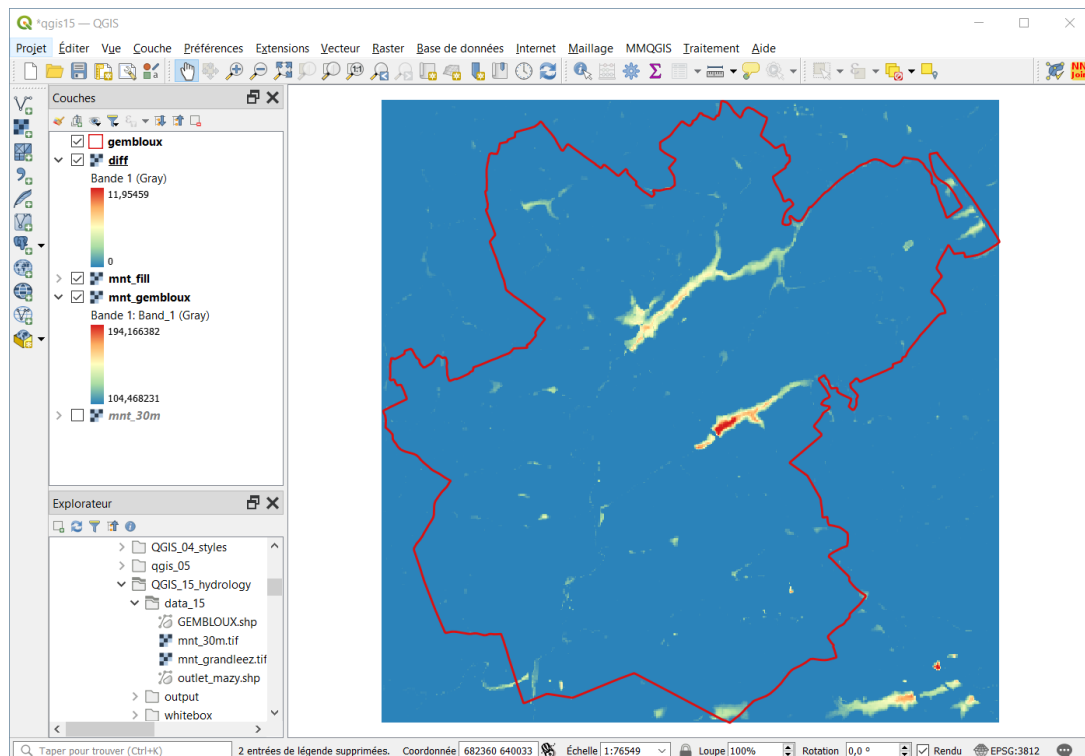 *qgis15 — QGIS
Projet Éditer Vue Couche Préférences Extensions Vecteur Raster Base de données Internet Maillage MMQGIS Traitement Aide
NN
Join
Couches
gembloux
diff
Bande 1 (Gray)
11,95459
0
mnt_fill
mnt_gembloux
Bande 1: Band_1 (Gray)
194,166382
104,468231
mnt_30m
Explorateur
QGIS_04_styles
qgis_05
QGIS_15_hydrology
data_15
GEMBLOUX.shp
mnt_30m.tif
mnt_grandleez.tif
outlet_mazy.shp
output
whitebox
Taper pour trouver (Ctrl+K) 2 entrées de légende supprimées. Coordonnée 682360 640033 Échelle 1:76549 Loupe 100% Rotation 0,0 ° Rendu EPSG:3812